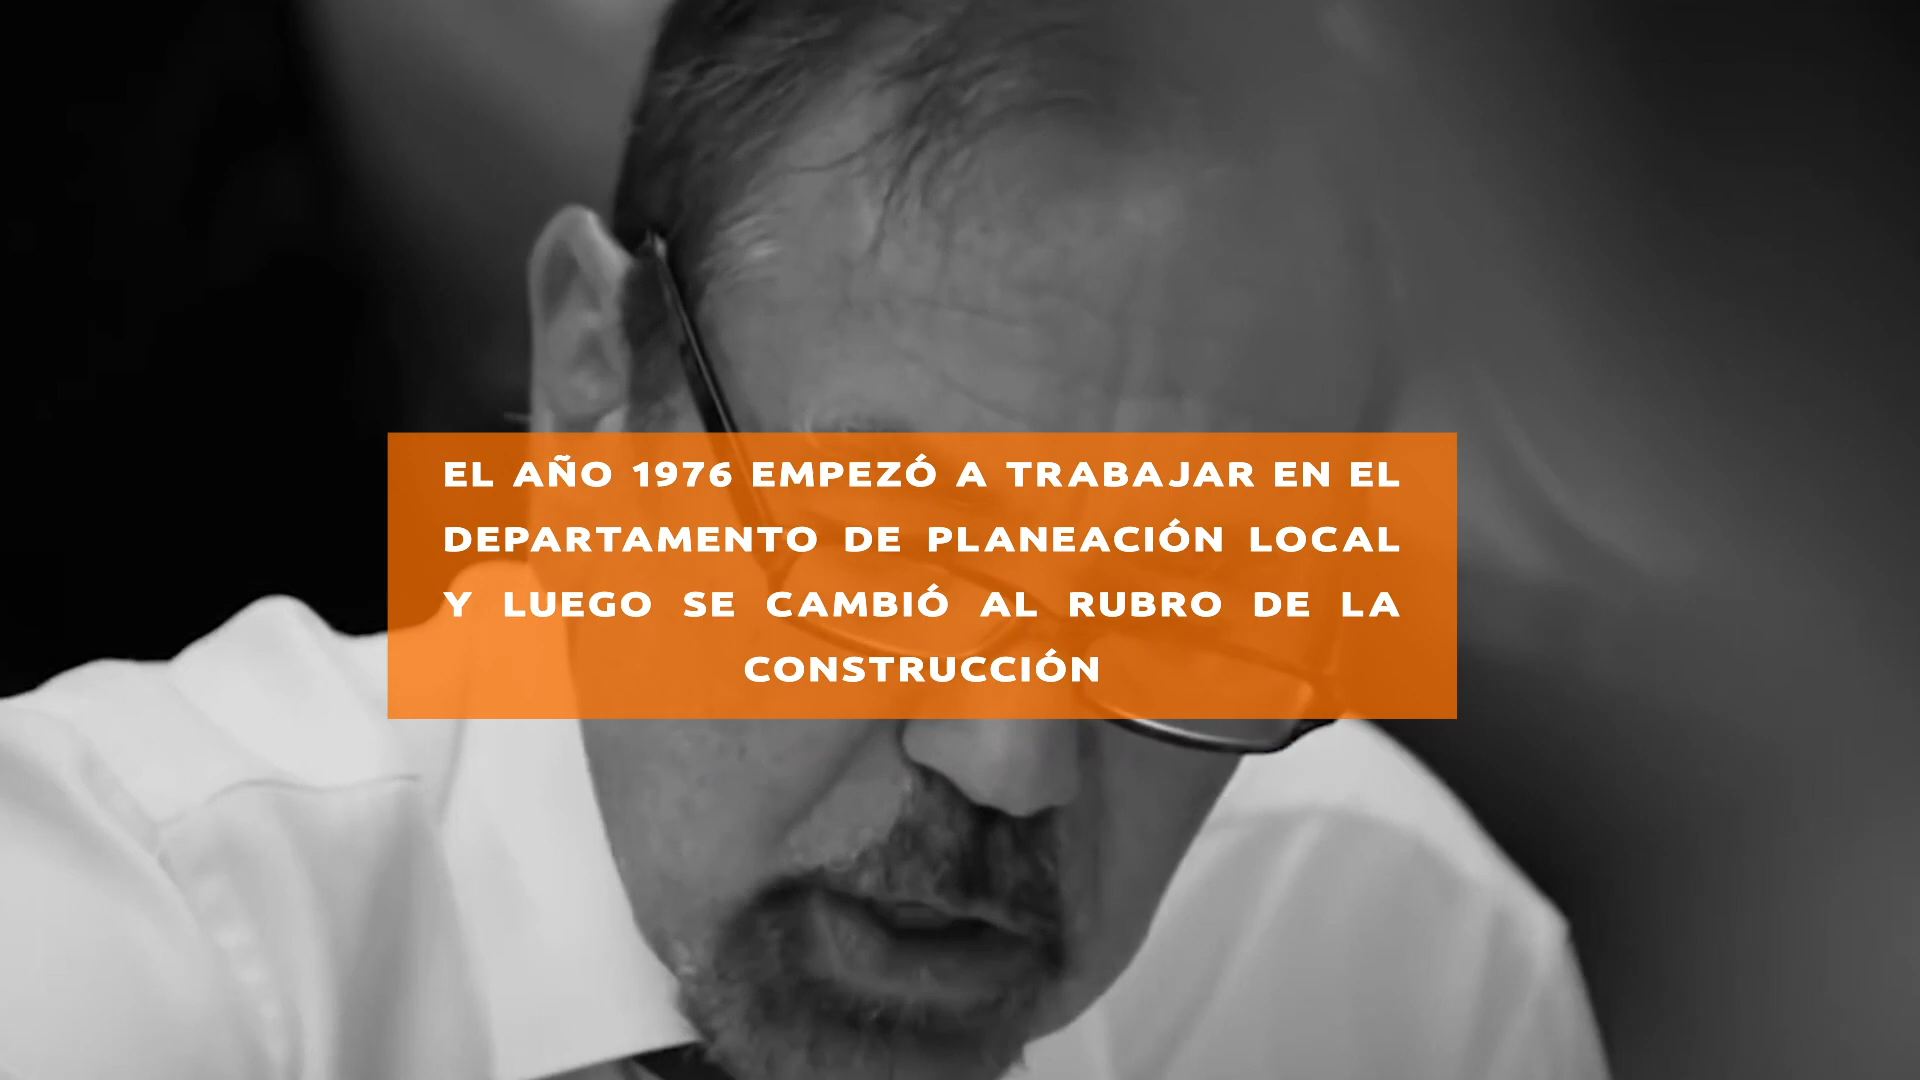 EL AÑO 1976 EMPEZÓ A TRABAJAR EN EL
DEPARTAMENTO DE PLANEACIÓN LOCAL
Y LUEGO SE CAMBIÓ AL RUBRO DE LA
CONSTRUCCIÓN